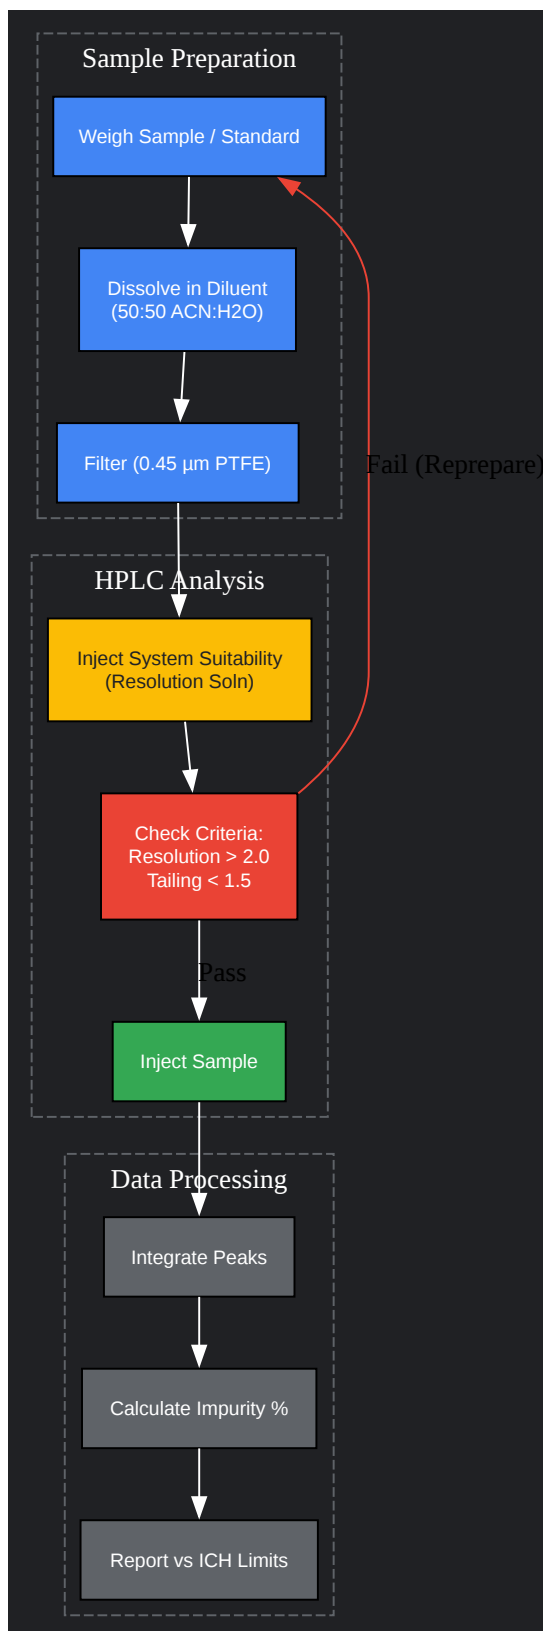 Sample Preparation
Weigh Sample / Standard
Dissolve in Diluent
(50:50 ACN:H2O)
Filter (0.45 µm PTFE)
Fail (Reprepare)
HPLC Analysis
Inject System Suitability
(Resolution Soln)
Check Criteria:
Resolution > 2.0
Tailing < 1.5
Pass
Inject Sample
Data Processing
Integrate Peaks
Calculate Impurity %
Report vs ICH Limits